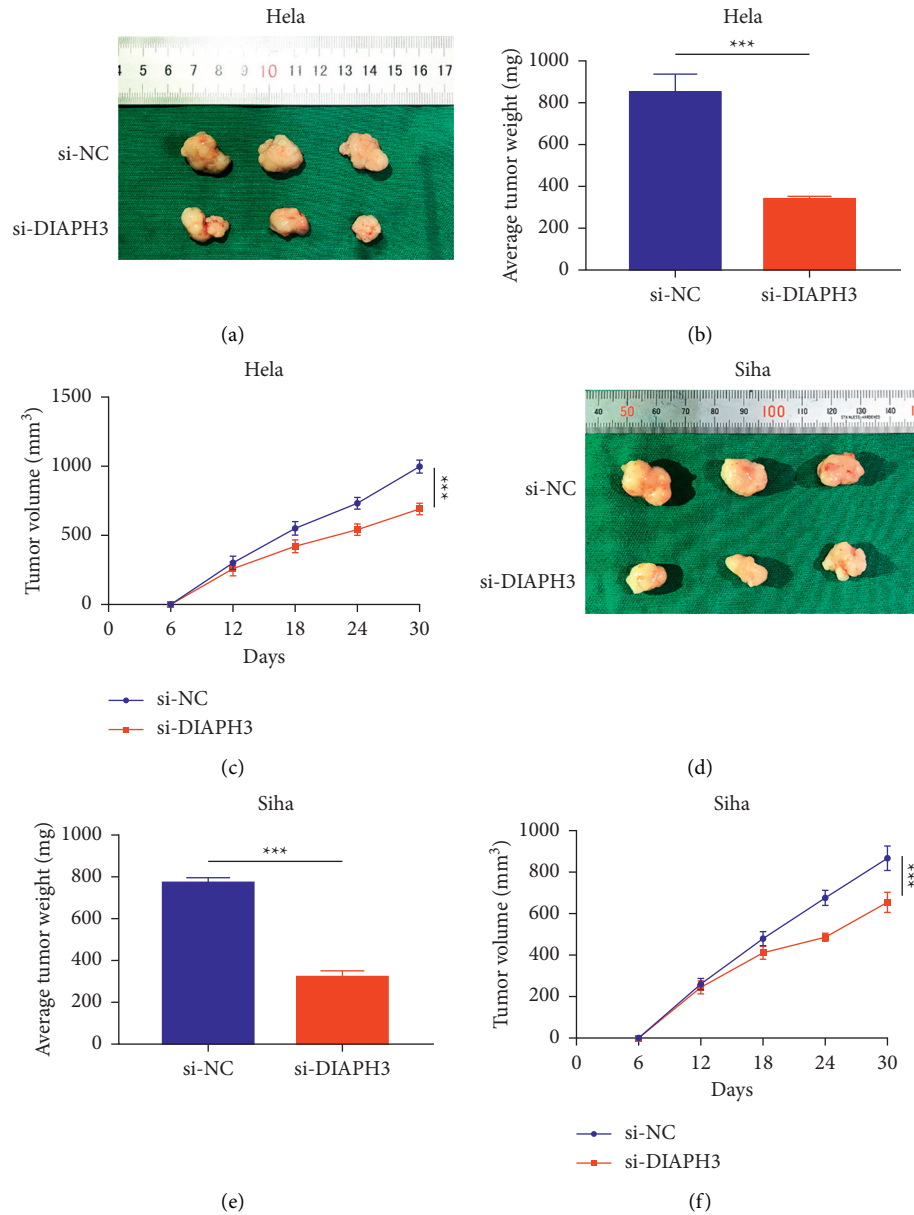 Hela
4 5 6 7 8 9 10 11 12 13 14 15 16 17
si-NC
si-DIAPH3
(a)
Hela
Average tumor weight (mg)
1000
800
600
400
200
0
***
si-NC
si-DIAPH3
(b)
Hela
Tumor volume (mm³)
1500
1000
500
0
***
0 6 12 18 24 30
Days
si-NC
si-DIAPH3
(c)
Siha
40 50 60 70 80 90 100 110 120 130 140
STAINLESS HARDENED
si-NC
si-DIAPH3
(d)
Siha
Average tumor weight (mg)
1000
800
600
400
200
0
***
si-NC
si-DIAPH3
(e)
Siha
Tumor volume (mm³)
1000
800
600
400
200
0
***
0 6 12 18 24 30
Days
si-NC
si-DIAPH3
(f)